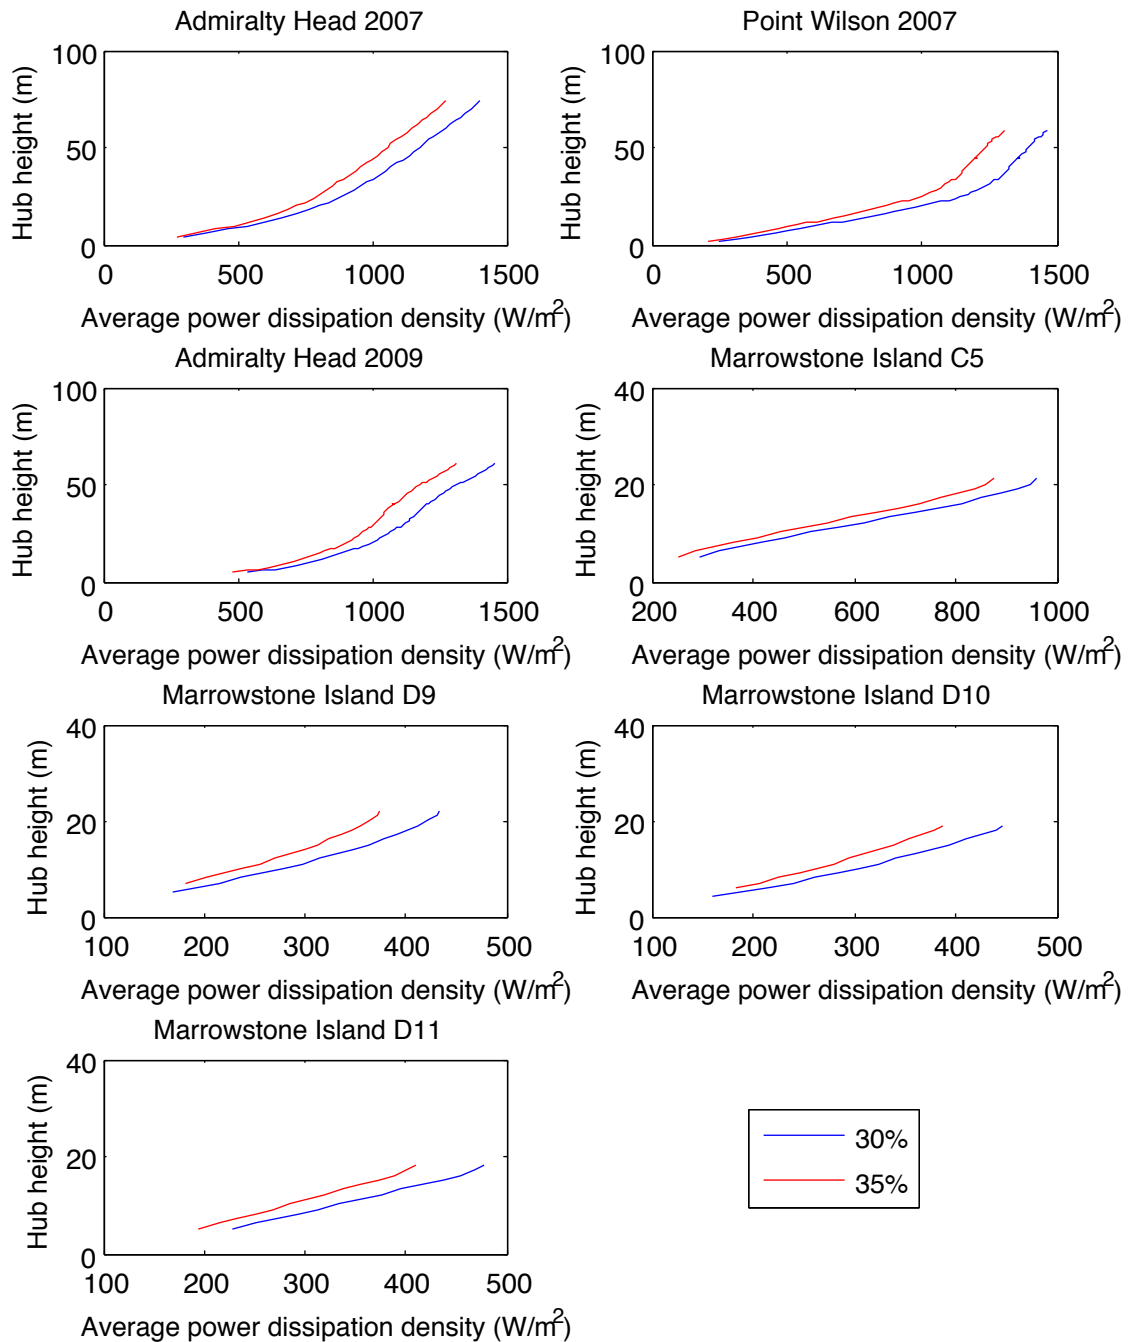 Admiralty Head 2007
100
50
0
Hub height (m)
0 500 1000 1500
Average power dissipation density (W/m²)
Point Wilson 2007
100
50
0
Hub height (m)
0 500 1000 1500
Average power dissipation density (W/m²)
Admiralty Head 2009
100
50
0
Hub height (m)
0 500 1000 1500
Average power dissipation density (W/m²)
Marrowstone Island C5
40
20
0
Hub height (m)
200 400 600 800 1000
Average power dissipation density (W/m²)
Marrowstone Island D9
40
20
0
Hub height (m)
100 200 300 400 500
Average power dissipation density (W/m²)
Marrowstone Island D10
40
20
0
Hub height (m)
100 200 300 400 500
Average power dissipation density (W/m²)
Marrowstone Island D11
40
20
0
Hub height (m)
100 200 300 400 500
Average power dissipation density (W/m²)
30%
35%